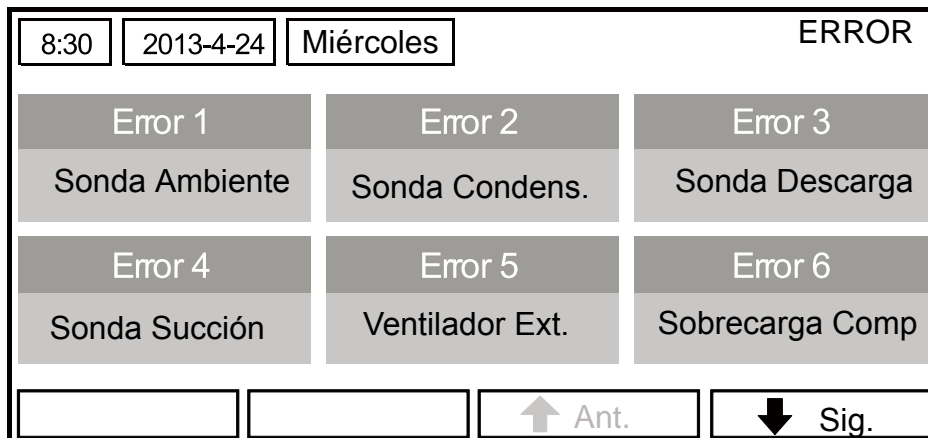 8:30 2013-4-24 Miércoles ERROR
Error 1 Error 2 Error 3
Sonda Ambiente Sonda Condens. Sonda Descarga
Error 4 Error 5 Error 6
Sonda Succión Ventilador Ext. Sobrecarga Comp
Ant. Sig.